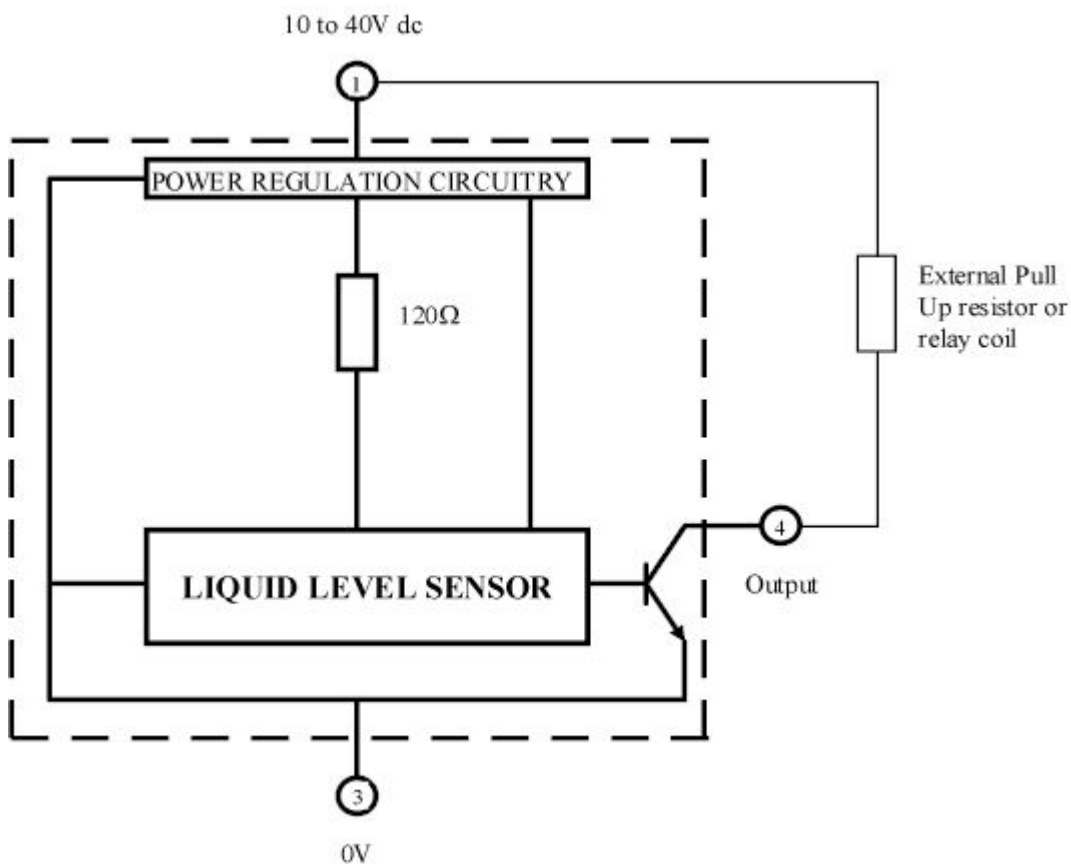 10 to 40V dc
1
POWER REGULATION CIRCUITRY
120Ω
External Pull
Up resistor or
relay coil
4
LIQUID LEVEL SENSOR
Output
3
0V